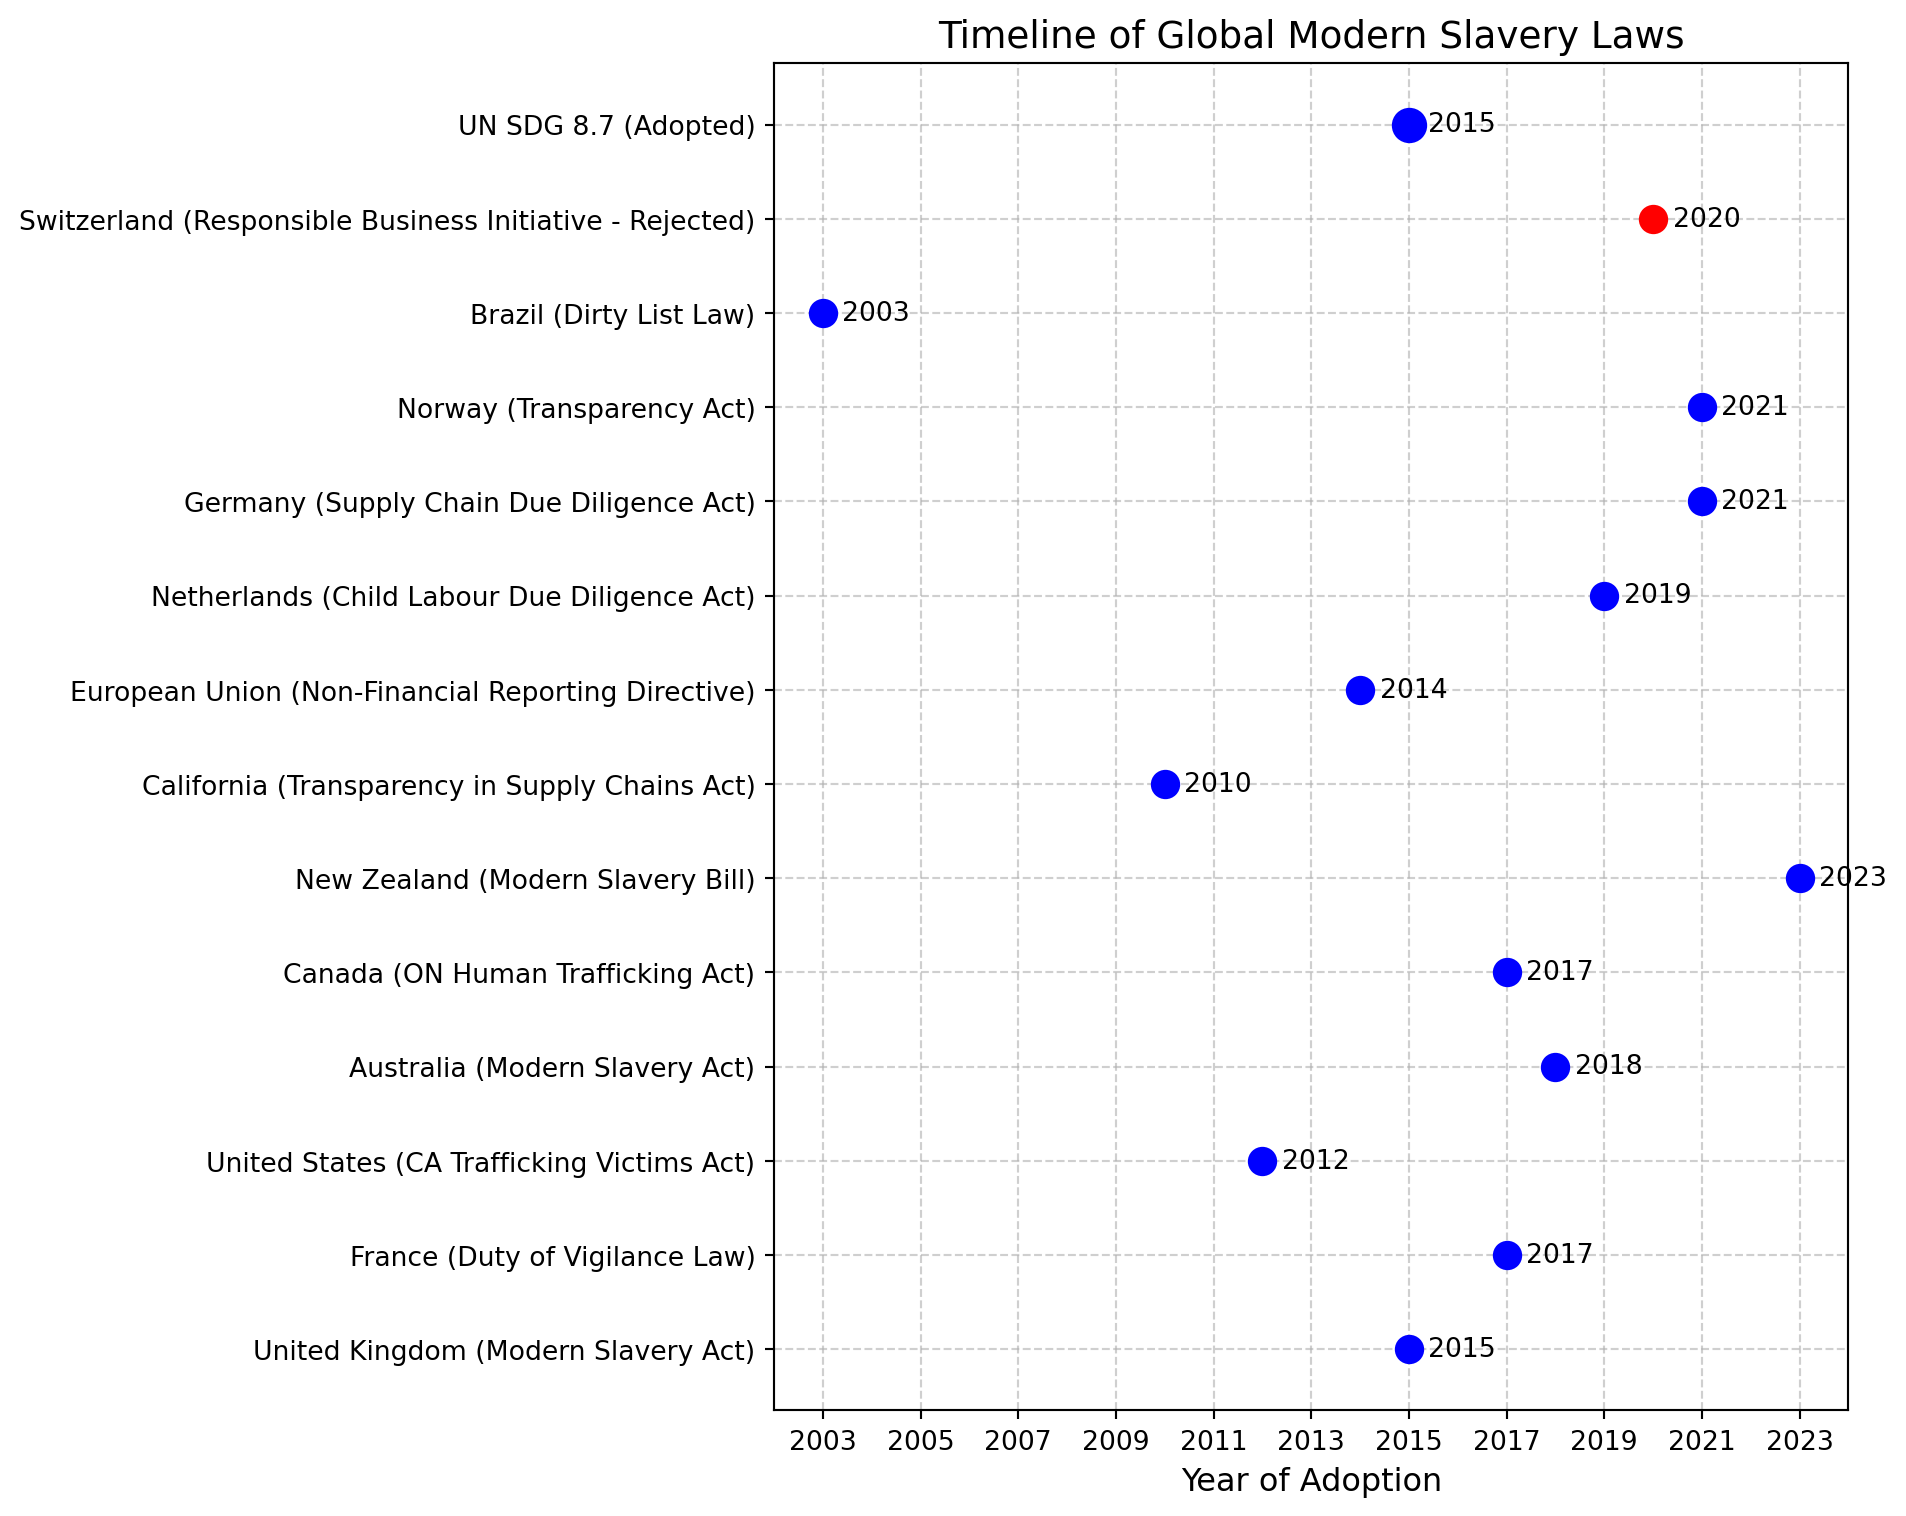 Timeline of Global Modern Slavery Laws
UN SDG 8.7 (Adopted) 2015
Switzerland (Responsible Business Initiative - Rejected) 2020
Brazil (Dirty List Law) 2003
Norway (Transparency Act) 2021
Germany (Supply Chain Due Diligence Act) 2021
Netherlands (Child Labour Due Diligence Act) 2019
European Union (Non-Financial Reporting Directive) 2014
California (Transparency in Supply Chains Act) 2010
New Zealand (Modern Slavery Bill) 2023
Canada (ON Human Trafficking Act) 2017
Australia (Modern Slavery Act) 2018
United States (CA Trafficking Victims Act) 2012
France (Duty of Vigilance Law) 2017
United Kingdom (Modern Slavery Act) 2015
2003 2005 2007 2009 2011 2013 2015 2017 2019 2021 2023
Year of Adoption